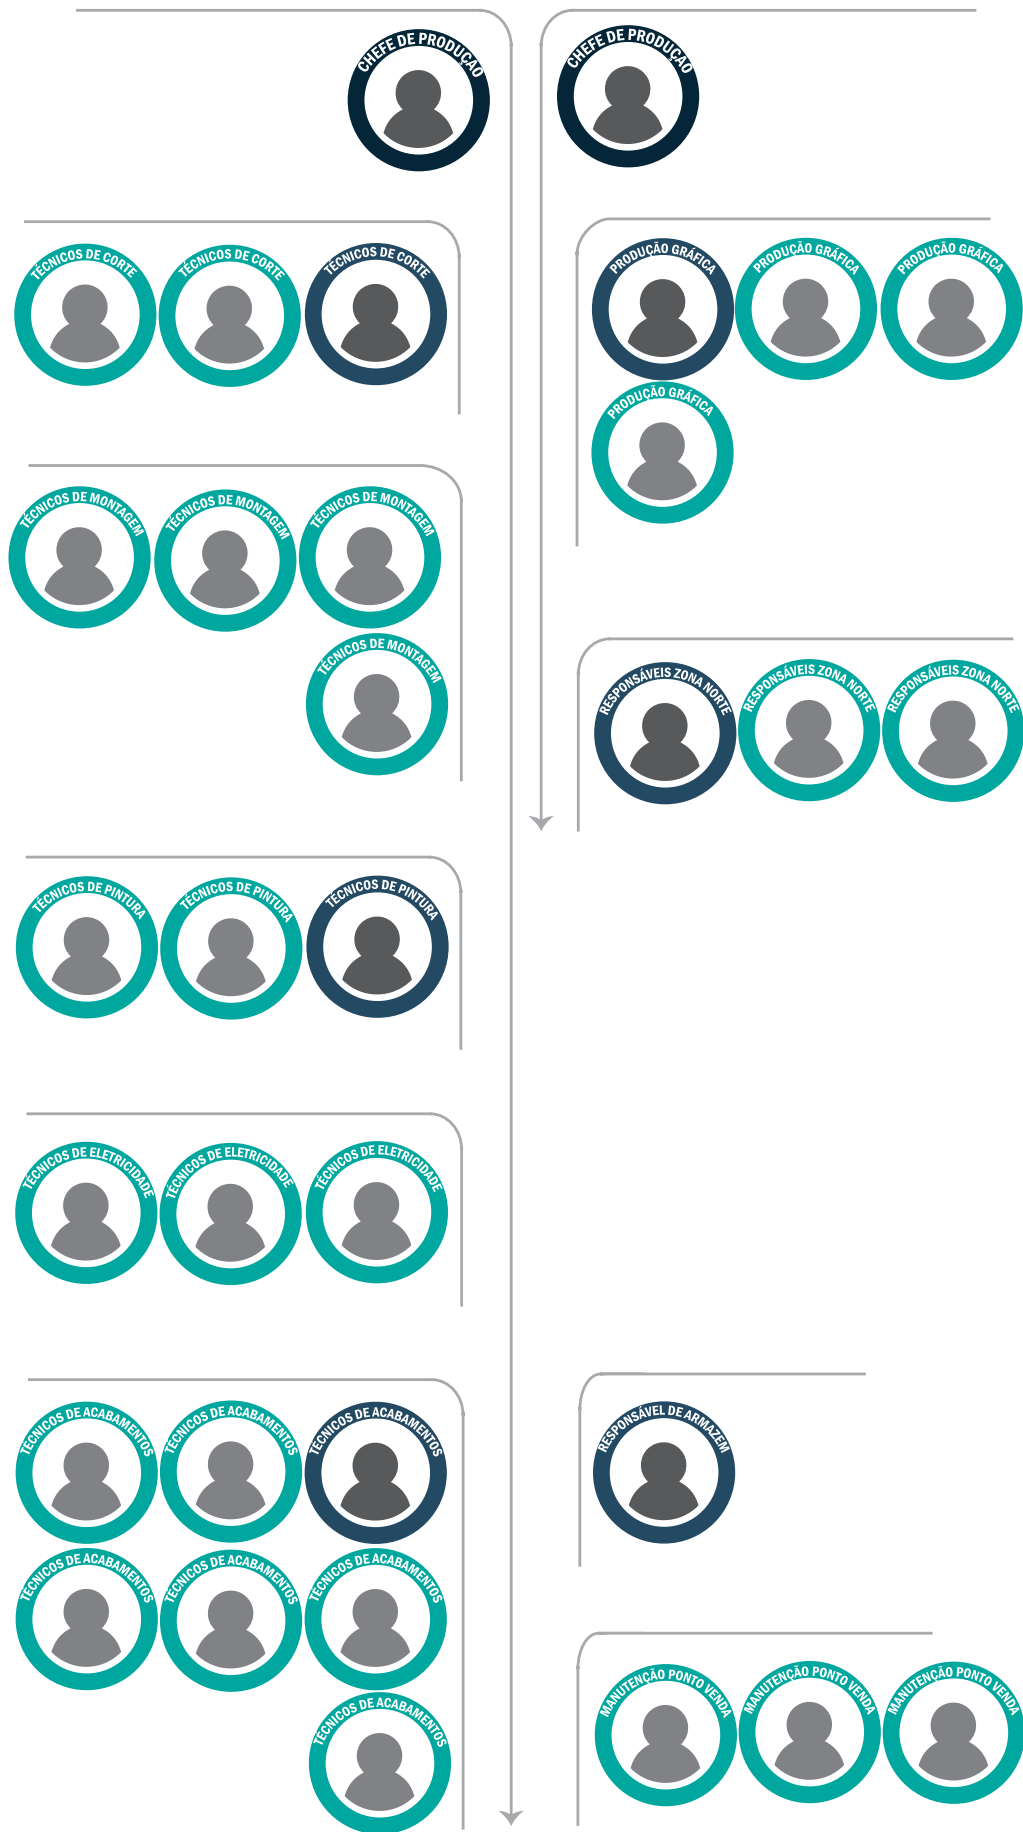 CHEFE DE PRODUÇÃO
CHEFE DE PRODUÇÃO
TÉCNICOS DE CORTE
TÉCNICOS DE CORTE
TÉCNICOS DE CORTE
PRODUÇÃO GRÁFICA
PRODUÇÃO GRÁFICA
PRODUÇÃO GRÁFICA
PRODUÇÃO GRÁFICA
TÉCNICOS DE MONTAGEM
TÉCNICOS DE MONTAGEM
TÉCNICOS DE MONTAGEM
TÉCNICOS DE MONTAGEM
RESPONSÁVEIS ZONA NORTE
RESPONSÁVEIS ZONA NORTE
RESPONSÁVEIS ZONA NORTE
TÉCNICOS DE PINTURA
TÉCNICOS DE PINTURA
TÉCNICOS DE PINTURA
TÉCNICOS DE ELETRICIDADE
TÉCNICOS DE ELETRICIDADE
TÉCNICOS DE ELETRICIDADE
TÉCNICOS DE ACABAMENTOS
TÉCNICOS DE ACABAMENTOS
TÉCNICOS DE ACABAMENTOS
RESPONSÁVEL DE ARMAZEM
TÉCNICOS DE ACABAMENTOS
TÉCNICOS DE ACABAMENTOS
TÉCNICOS DE ACABAMENTOS
TÉCNICOS DE ACABAMENTOS
MANUTENÇÃO PONTO VENDA
MANUTENÇÃO PONTO VENDA
MANUTENÇÃO PONTO VENDA